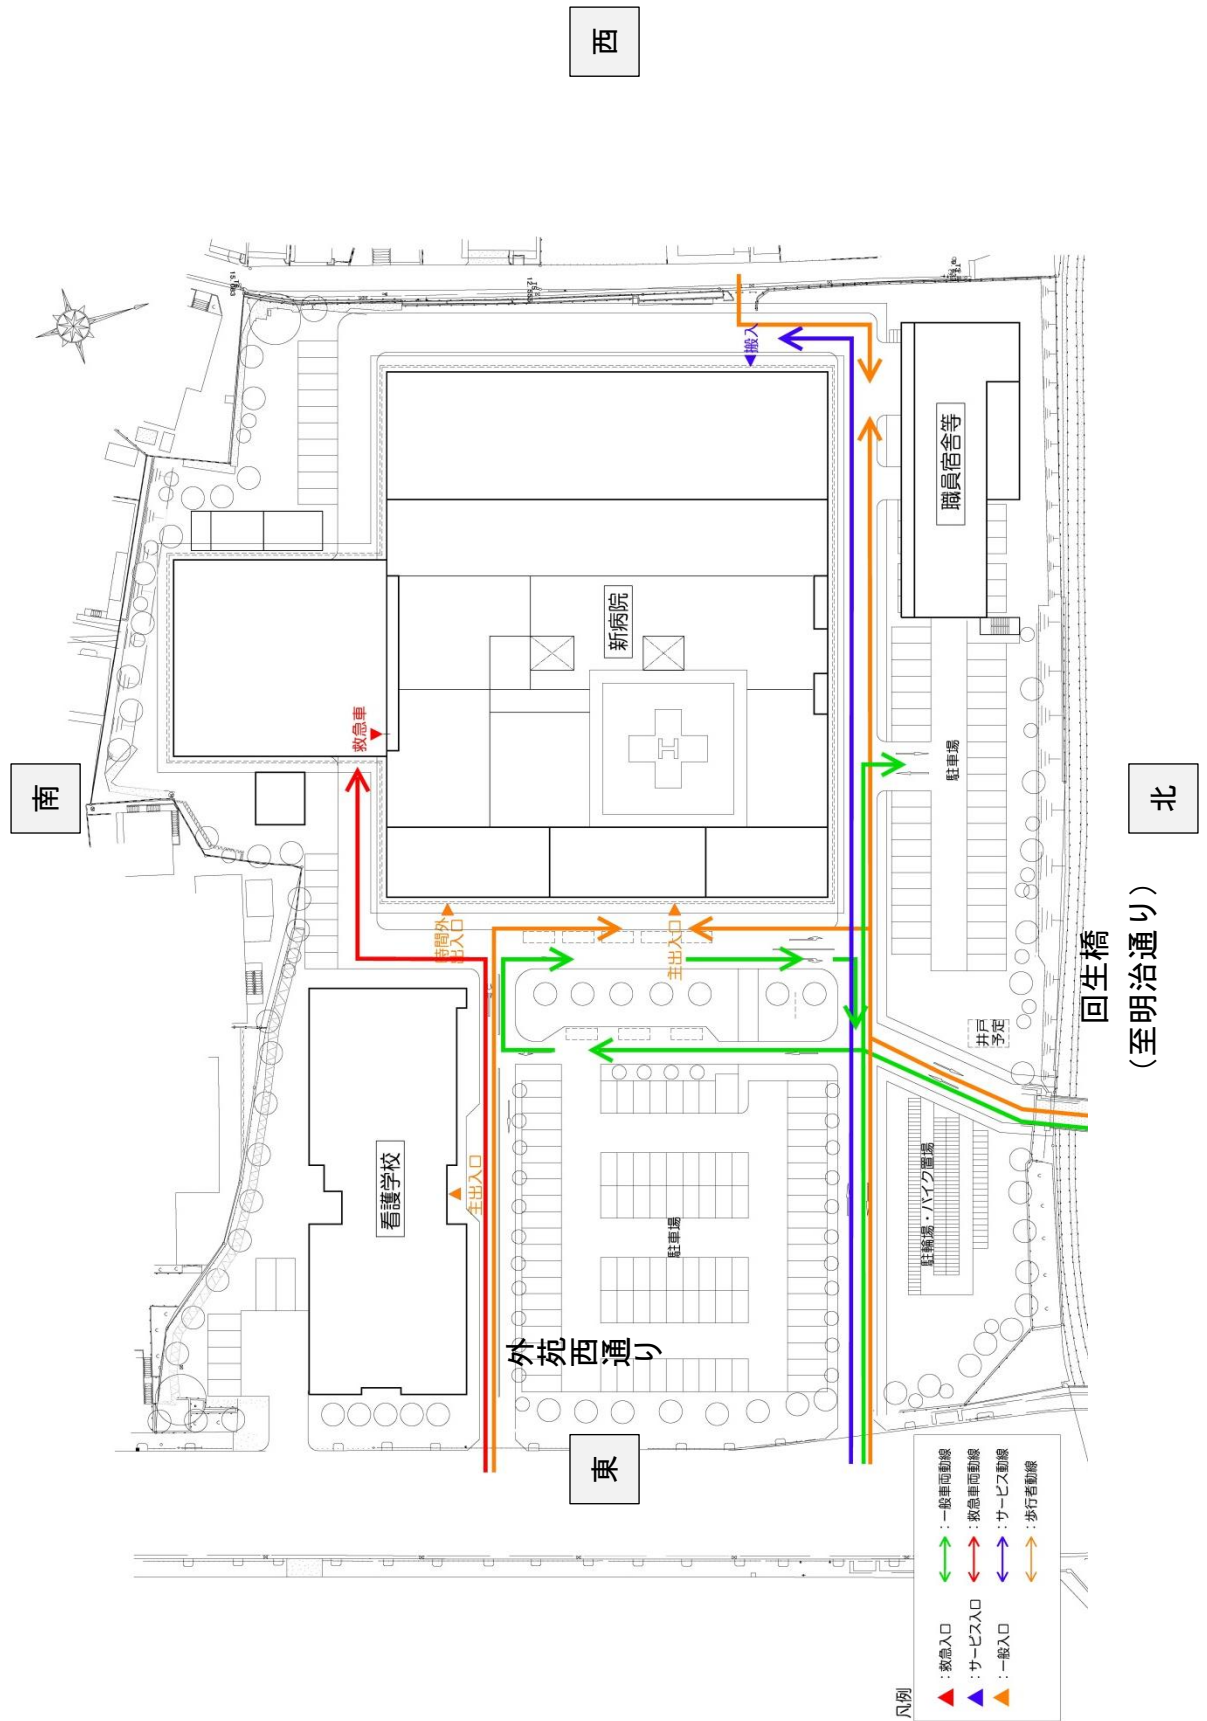 西
南
北
東
搬入
職員宿舎等
新病院
救急車
駐車場
時間外
出入口
主出入口
井戸
予定
回生橋
(至明治通り)
看護学校
主出入口
駐車場
駐輪場・バイク置場
外苑西通り
凡例
:救急入口
:サービス入口
:一般入口
:一般車両動線
:救急車両動線
:サービス動線
:歩行者動線